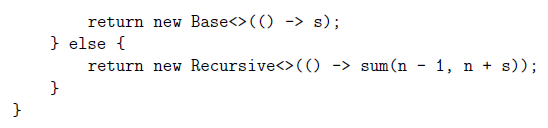 return new Base<>(() -> s);
} else {
return new Recursive<>(() -> sum(n - 1, n + s));
}
}